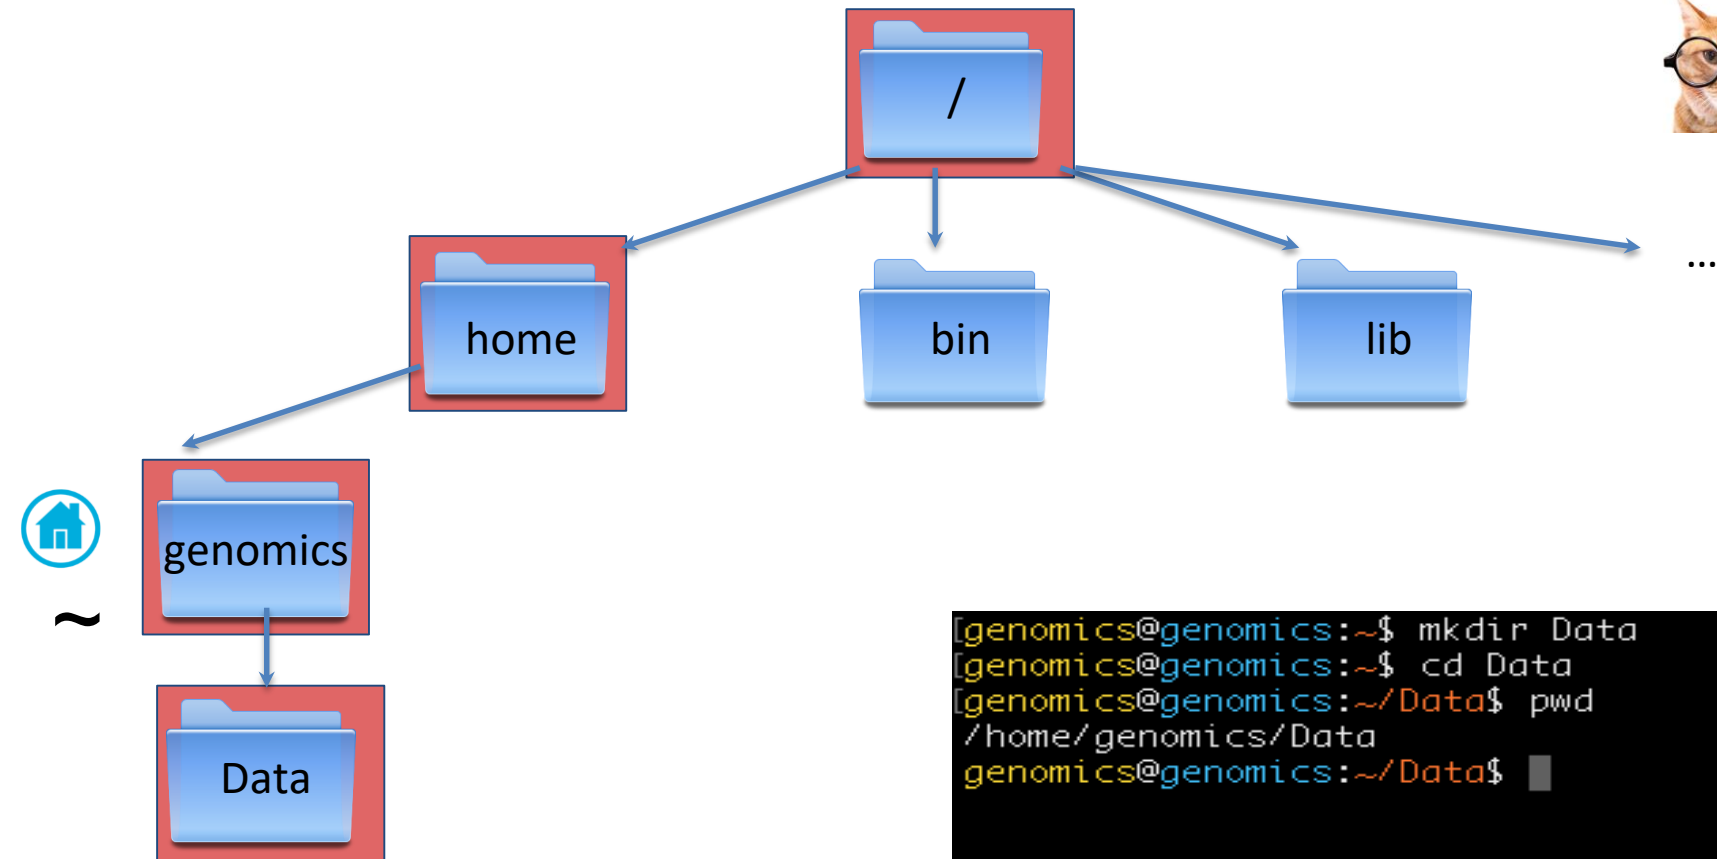 /
home
bin
lib
...
genomics
~
Data
[genomics@genomics:~$ mkdir Data
[genomics@genomics:~$ cd Data
[genomics@genomics:~/Data$ pwd
/home/genomics/Data
genomics@genomics:~/Data$